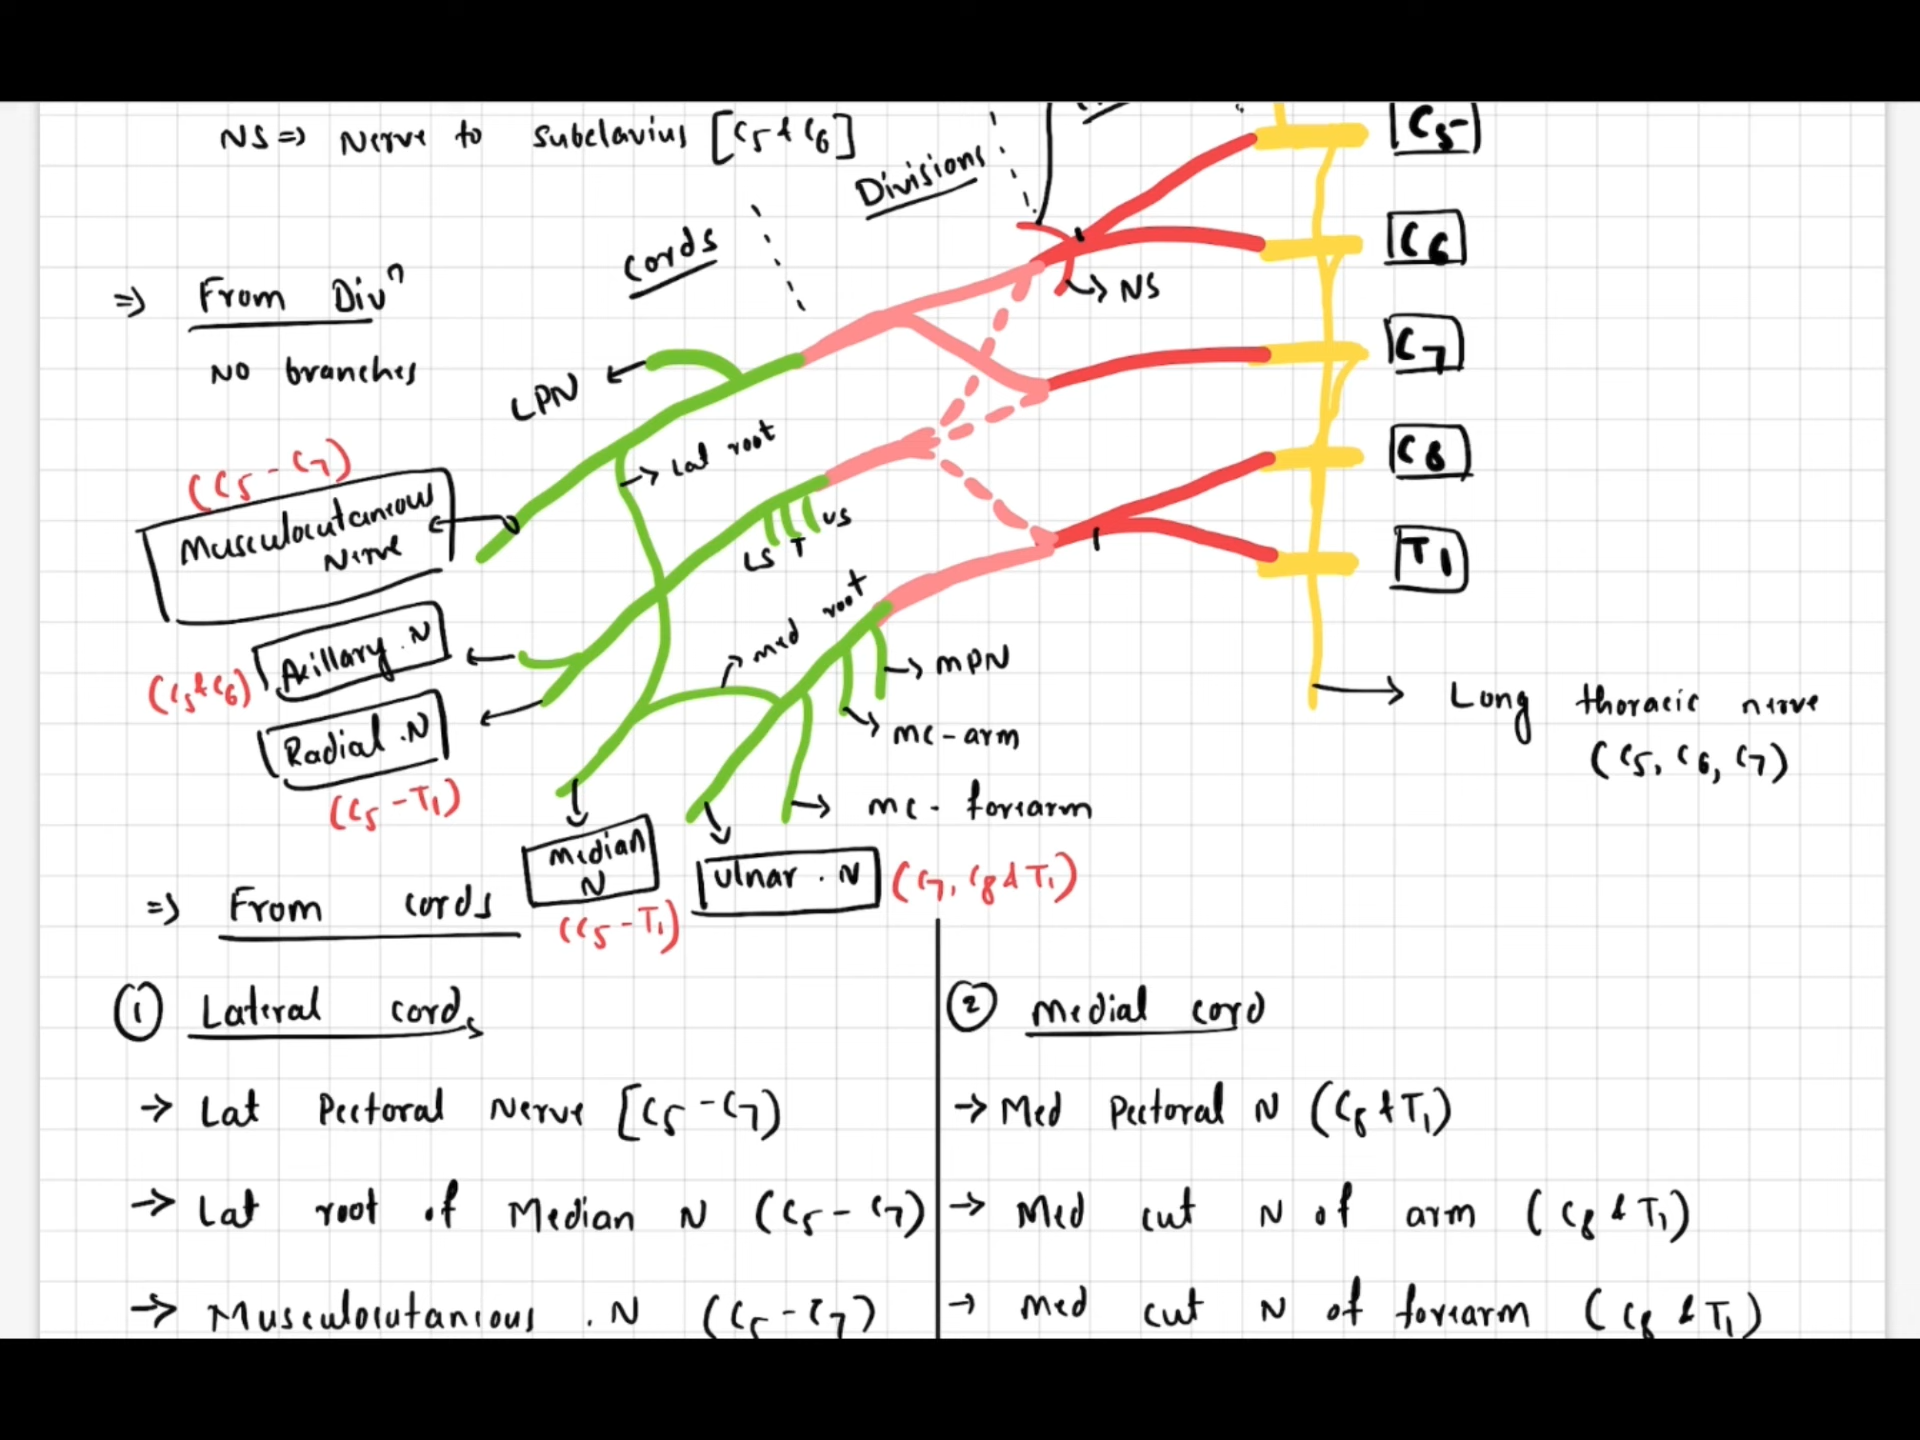 NS => Nerve to Subclavius [C5 & C6]
Divisions
Cords
C5
C6
C7
C8
T1
NS
=> From Divn
NO branches
LPN
Lat root
(C5 - C7)
Musculocutaneous
Nerve
LS T US
med root
Axillary . N
(C5 & C6)
Radial . N
(C5 - T1)
MPN
mc - arm
mc - forearm
Long thoracic nerve
(C5, C6, C7)
Median
N
(C5 - T1)
Ulnar . N (C7, C8 & T1)
=> From cords
① Lateral cord
→ Lat Pectoral Nerve [C5 - C7)
→ Lat root of Median N (C5 - C7)
→ Musculocutaneous . N (C5 - C7)
② Medial cord
→ Med Pectoral N (C8 & T1)
→ Med cut N of arm (C8 & T1)
→ Med cut N of forearm (C8 & T1)